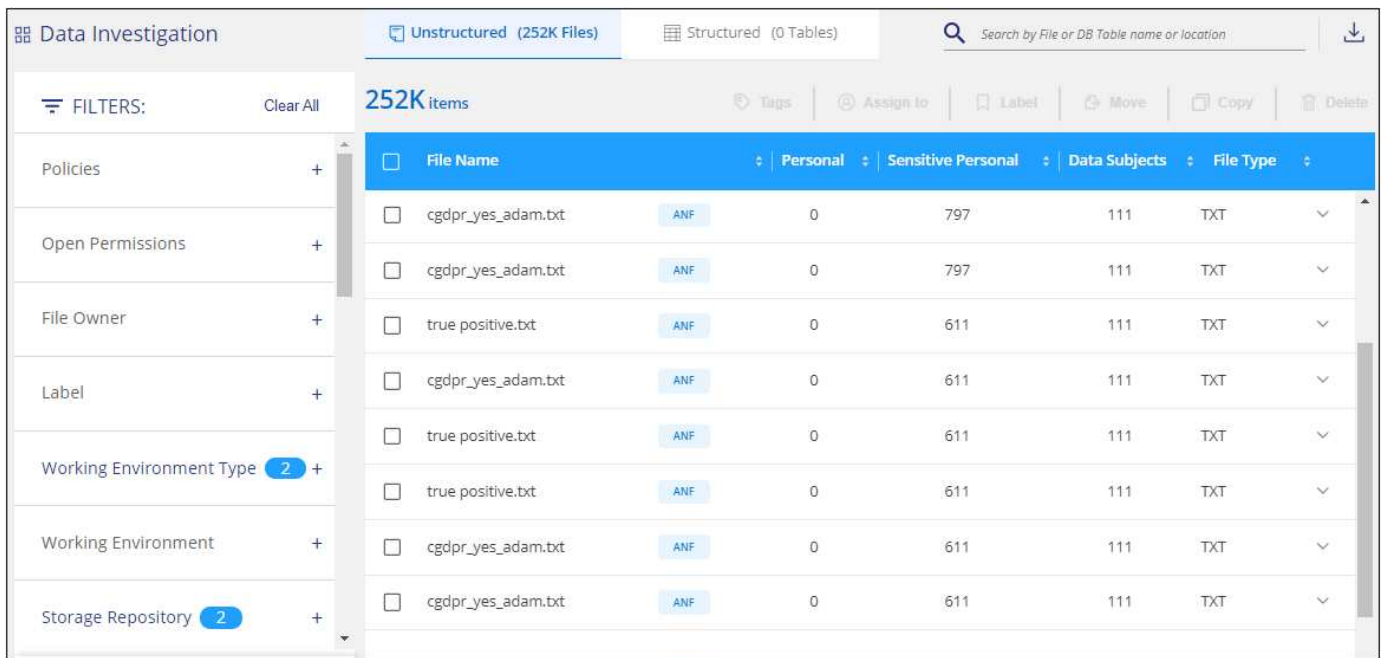 Data Investigation
Unstructured (252K Files)
Structured (0 Tables)
Search by File or DB Table name or location
FILTERS: Clear All
252K items
Tags Assign to Label Move Copy Delete
Policies +
Open Permissions +
File Owner +
Label +
Working Environment Type 2 +
Working Environment +
Storage Repository 2 +
File Name Personal Sensitive Personal Data Subjects File Type
cgdpr_yes_adam.txt ANF 0 797 111 TXT
cgdpr_yes_adam.txt ANF 0 797 111 TXT
true positive.txt ANF 0 611 111 TXT
cgdpr_yes_adam.txt ANF 0 611 111 TXT
true positive.txt ANF 0 611 111 TXT
true positive.txt ANF 0 611 111 TXT
cgdpr_yes_adam.txt ANF 0 611 111 TXT
cgdpr_yes_adam.txt ANF 0 611 111 TXT